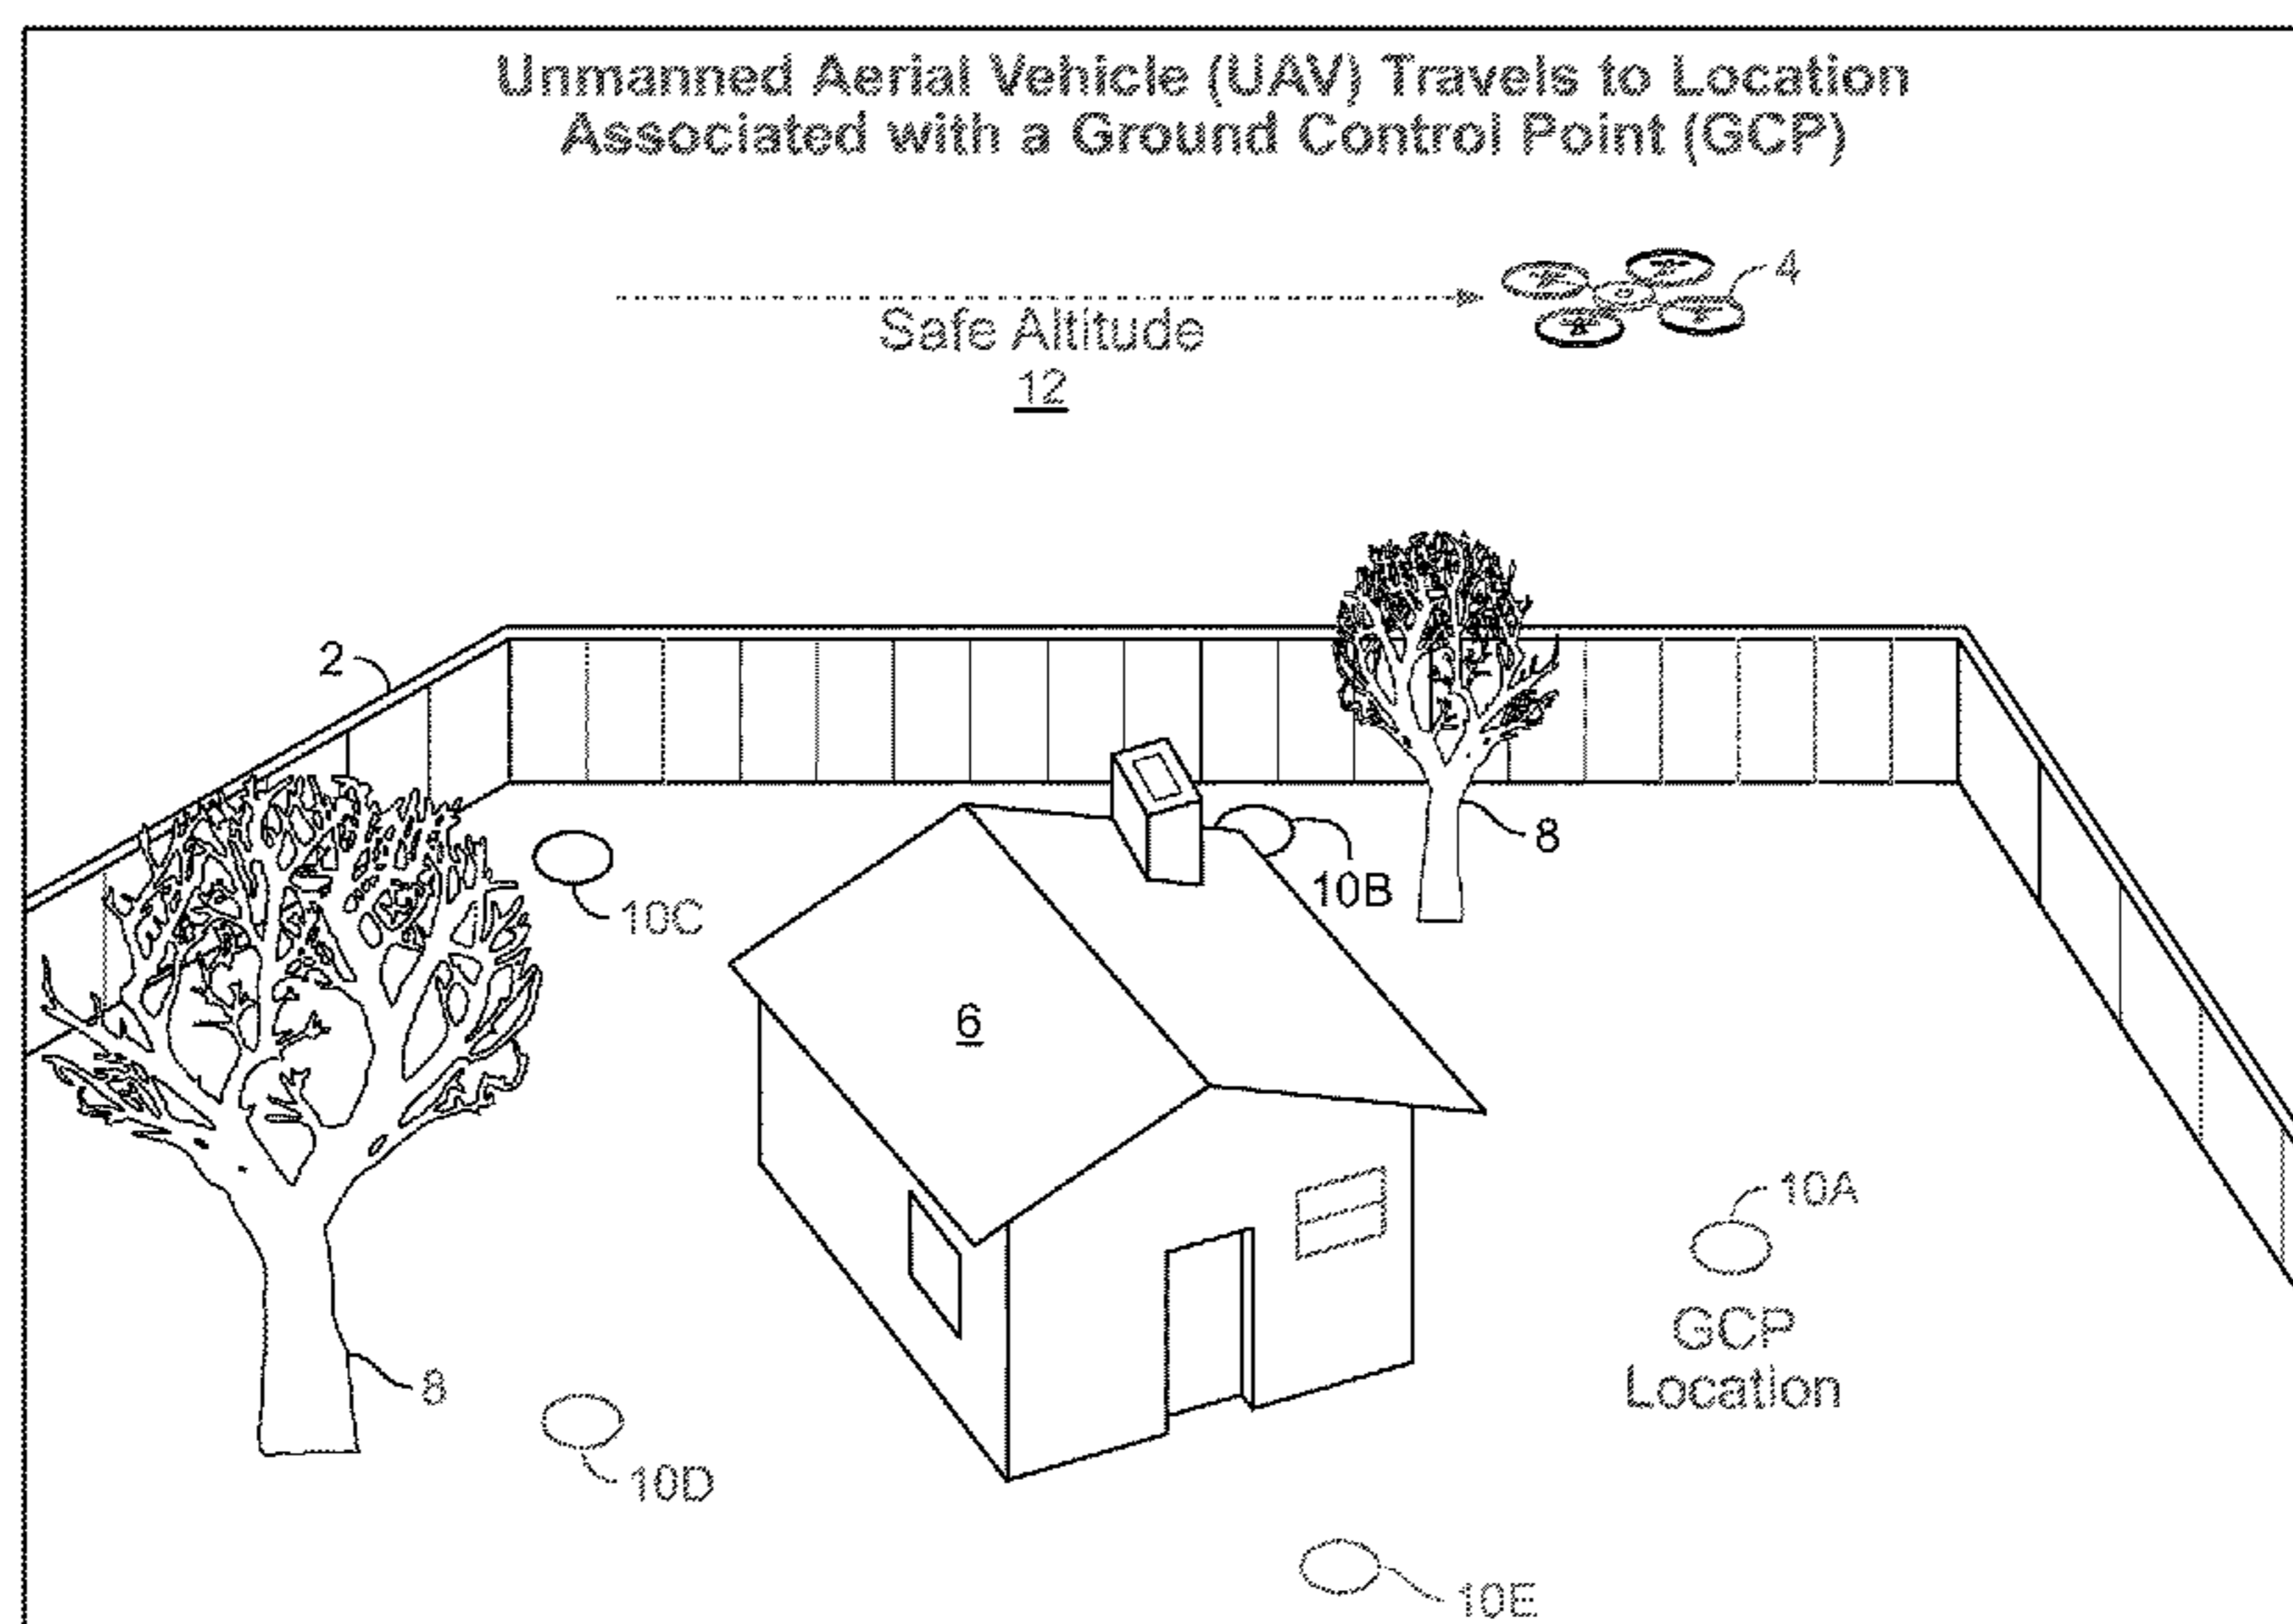 Unmanned Aerial Vehicle (UAV) Travels to Location
Associated with a Ground Control Point (GCP)
4
Safe Altitude
12
2
8
10B
10C
6
10A
GCP
Location
8
10D
10E